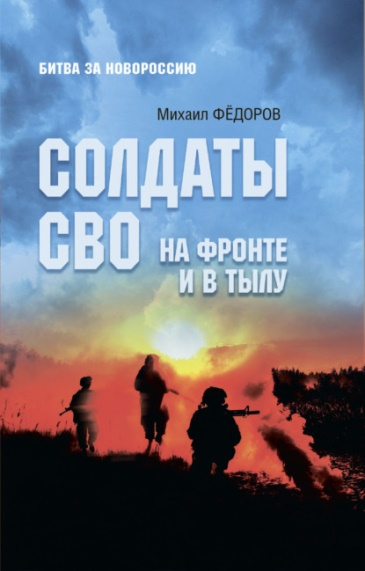 БИТВА ЗА НОВОРОССИЮ
Михаил ФЁДОРОВ
СОЛДАТЫ
СВО НА ФРОНТЕ
И В ТЫЛУ